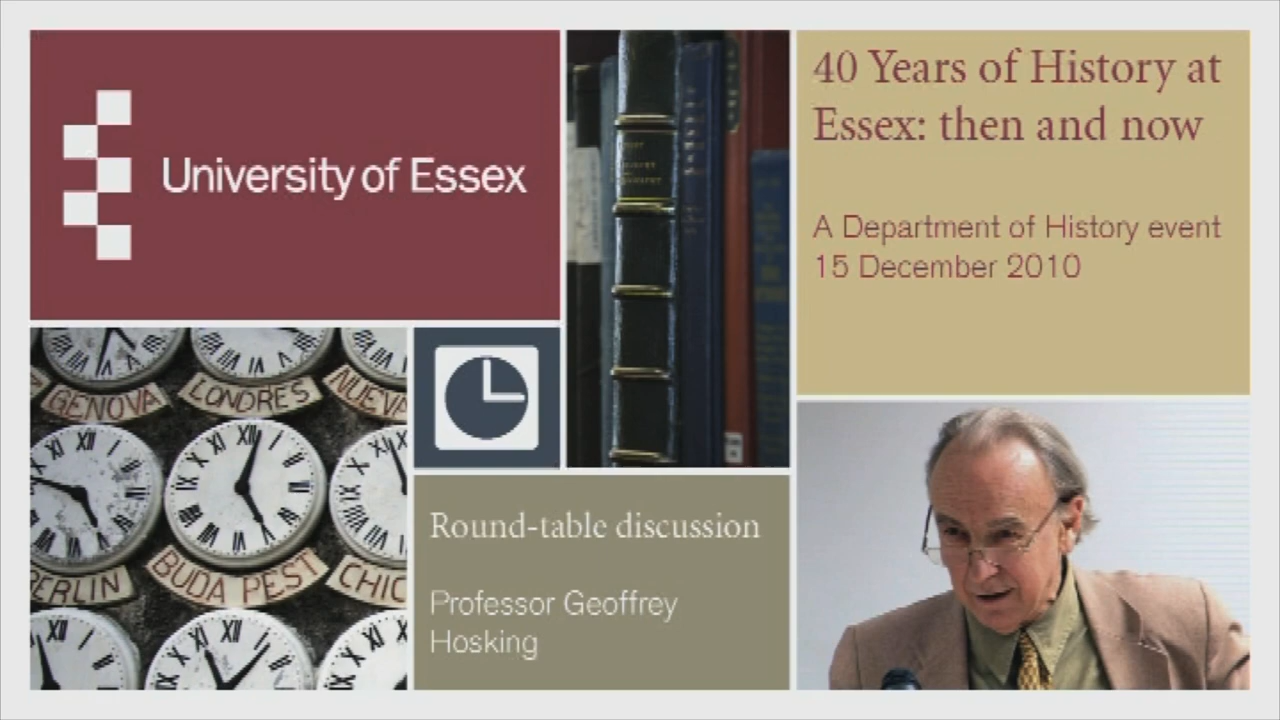 University of Essex
40 Years of History at
Essex: then and now
A Department of History event
15 December 2010
GENOVA
LONDRES
NUEVA
BERLIN
BUDA PEST
CHIC
Round-table discussion
Professor Geoffrey
Hosking